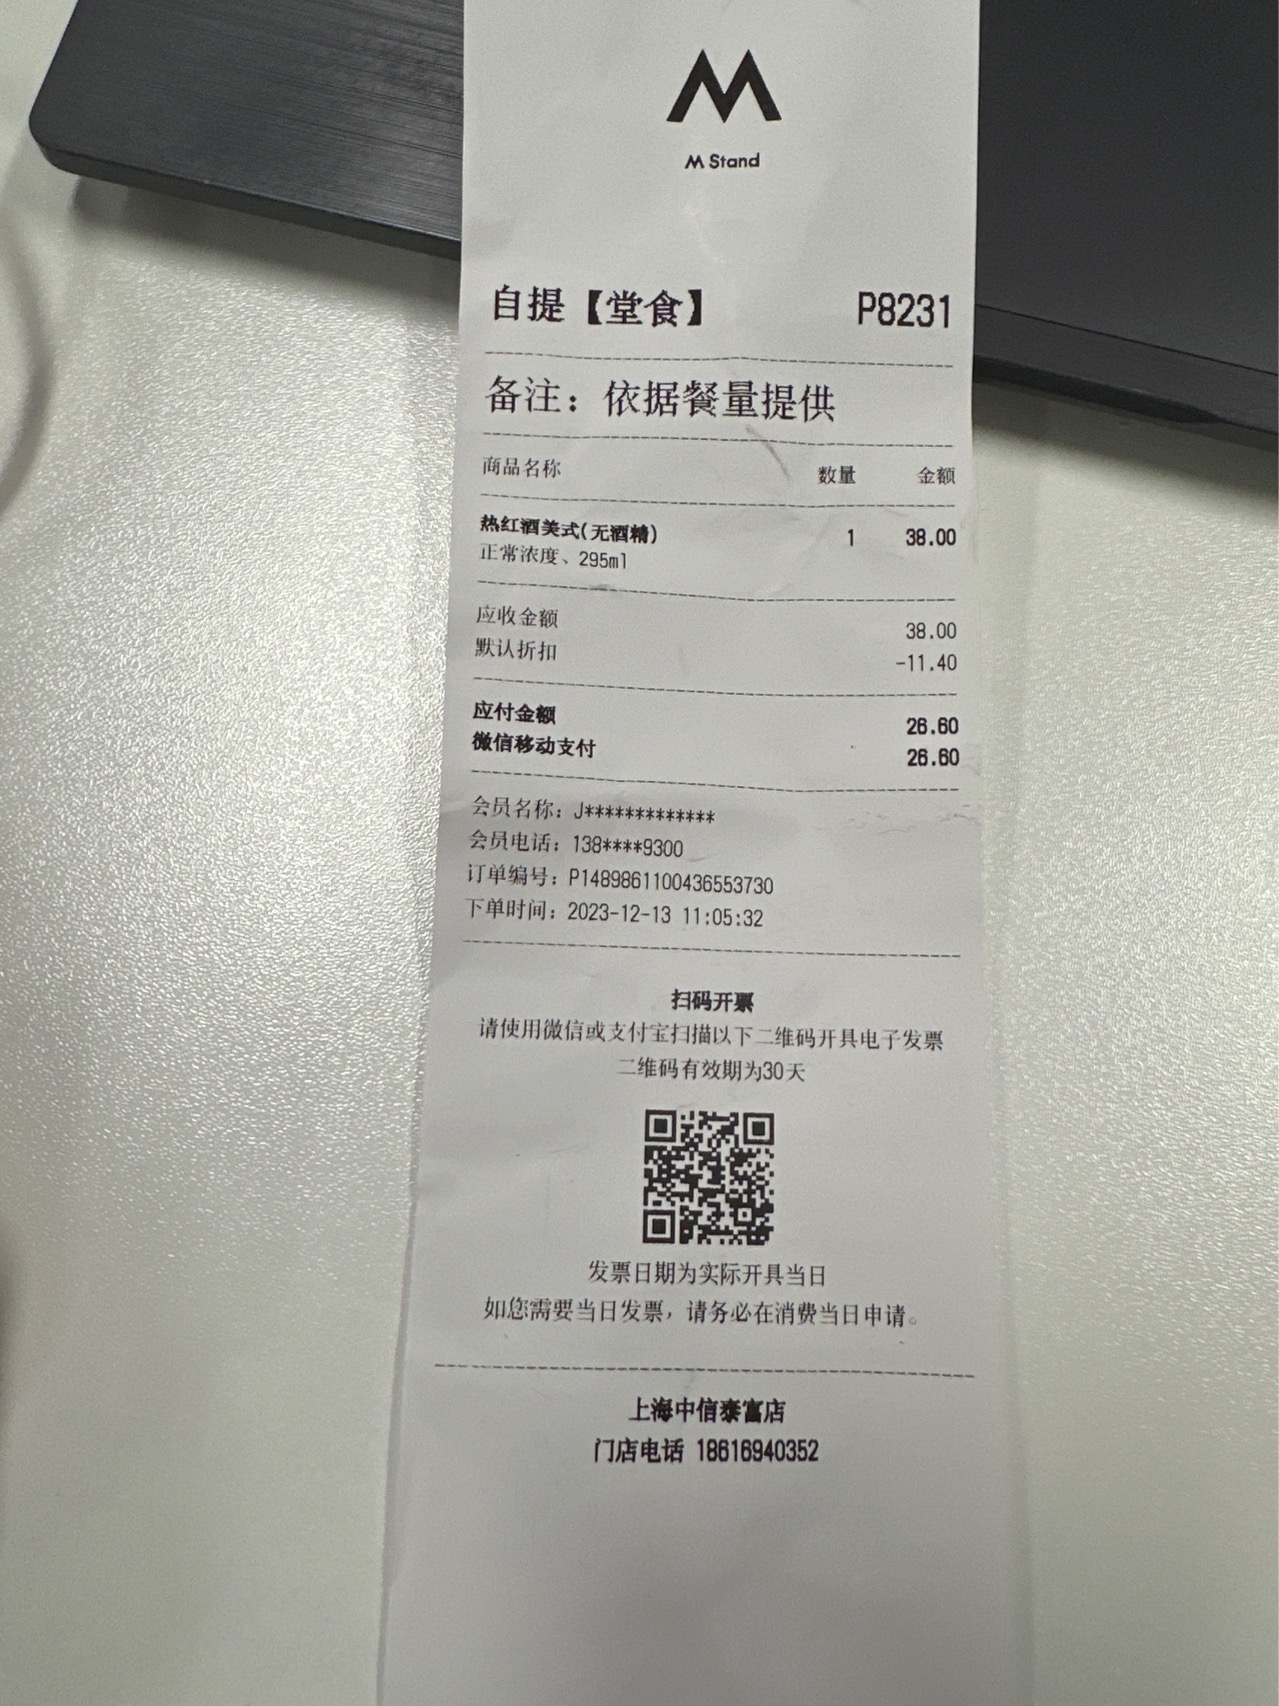 M Stand
自提【堂食】 P8231
备注：依据餐量提供
商品名称 数量 金额
热红酒美式(无酒精) 1 38.00
正常浓度、295ml
应收金额 38.00
默认折扣 -11.40
应付金额 26.60
微信移动支付 26.60
会员名称：J*************
会员电话：138****9300
订单编号：P1489861100436553730
下单时间：2023-12-13 11:05:32
扫码开票
请使用微信或支付宝扫描以下二维码开具电子发票
二维码有效期为30天
发票日期为实际开具当日
如您需要当日发票，请务必在消费当日申请。
上海中信泰富店
门店电话 18616940352